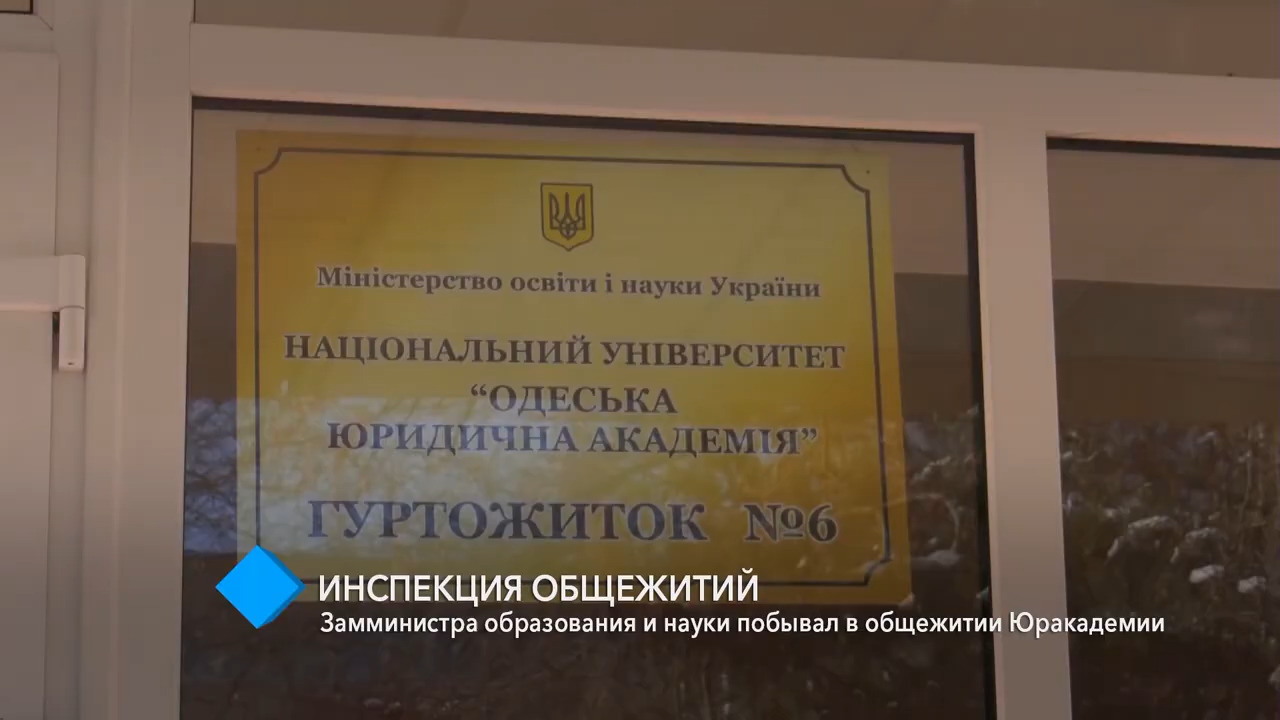 Міністерство освіти і науки України
НАЦІОНАЛЬНИЙ УНІВЕРСИТЕТ
“ОДЕСЬКА
ЮРИДИЧНА АКАДЕМІЯ”
ГУРТОЖИТОК №6
ИНСПЕКЦИЯ ОБЩЕЖИТИЙ
Замминистра образования и науки побывал в общежитии Юракадемии